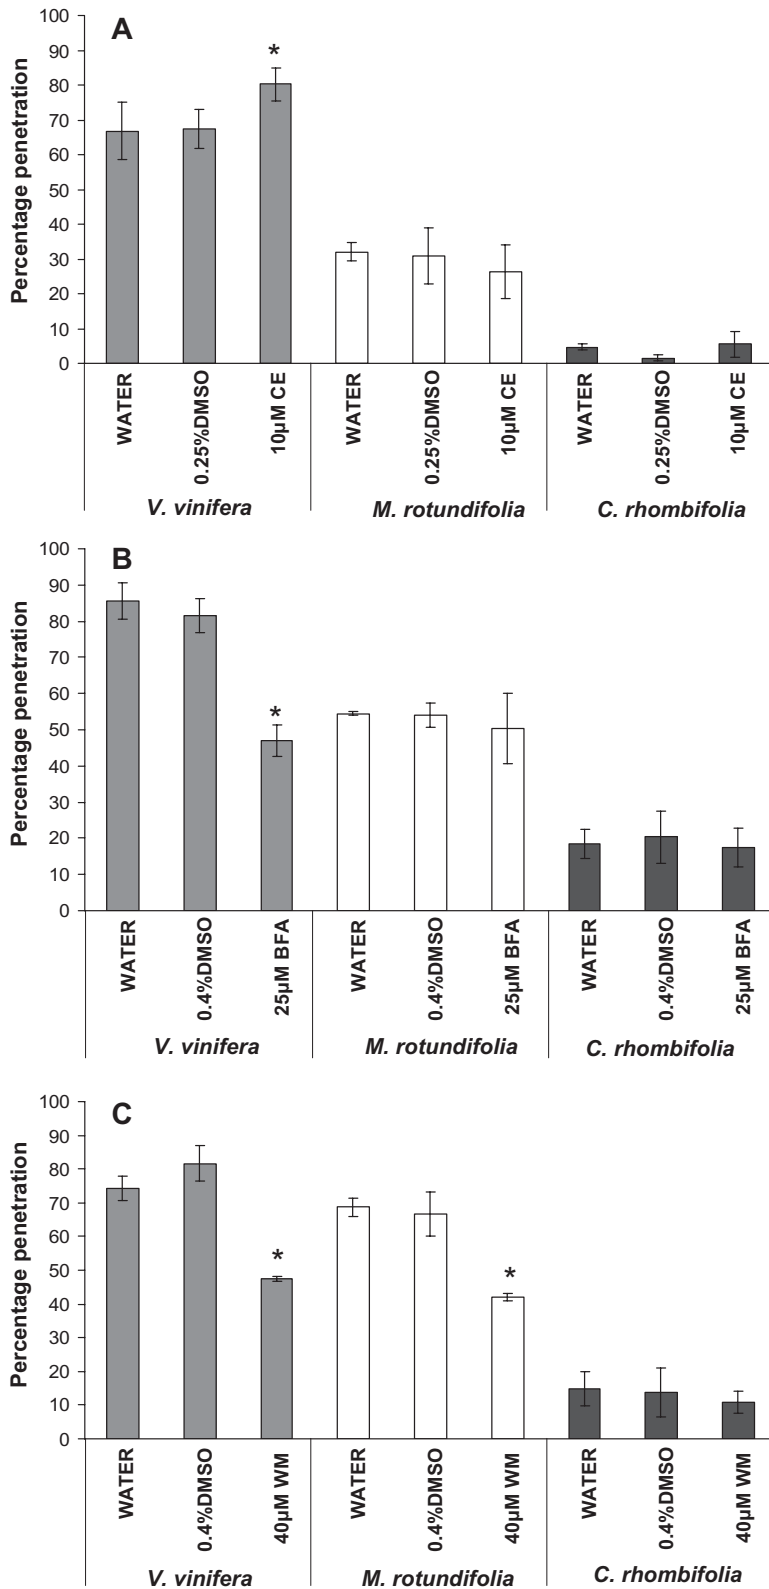 A
Percentage penetration
100
90
80
70
60
50
40
30
20
10
0
*
WATER
0.25%DMSO
10µM CE
WATER
0.25%DMSO
10µM CE
WATER
0.25%DMSO
10µM CE
V. vinifera
M. rotundifolia
C. rhombifolia
B
Percentage penetration
100
90
80
70
60
50
40
30
20
10
0
*
WATER
0.4%DMSO
25µM BFA
WATER
0.4%DMSO
25µM BFA
WATER
0.4%DMSO
25µM BFA
V. vinifera
M. rotundifolia
C. rhombifolia
C
Percentage penetration
100
90
80
70
60
50
40
30
20
10
0
*
*
WATER
0.4%DMSO
40µM WM
WATER
0.4%DMSO
40µM WM
WATER
0.4%DMSO
40µM WM
V. vinifera
M. rotundifolia
C. rhombifolia